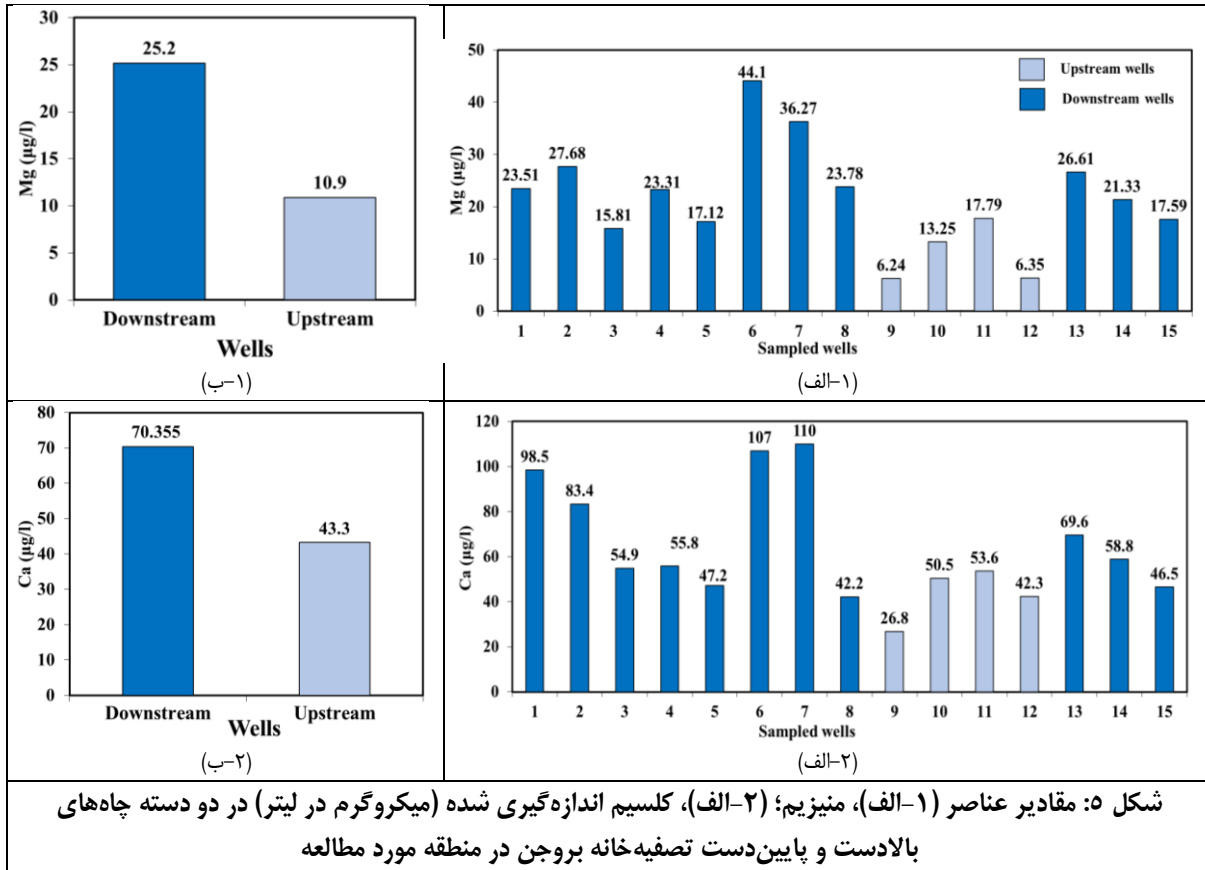 25.2
30
25
20
15
10
5
0
Mg (µg/l)
10.9
Downstream
Upstream
Wells
(۱-ب)
50
40
30
20
10
0
Mg (µg/l)
Upstream wells
Downstream wells
23.51
27.68
15.81
23.31
17.12
44.1
36.27
23.78
6.24
13.25
17.79
6.35
26.61
21.33
17.59
1 2 3 4 5 6 7 8 9 10 11 12 13 14 15
Sampled wells
(۱-الف)
80
70
60
50
40
30
20
10
0
Ca (µg/l)
70.355
43.3
Downstream
Upstream
Wells
(۲-ب)
120
100
80
60
40
20
0
Ca (µg/l)
98.5
83.4
54.9
55.8
47.2
107
110
42.2
26.8
50.5
53.6
42.3
69.6
58.8
46.5
1 2 3 4 5 6 7 8 9 10 11 12 13 14 15
Sampled wells
(۲-الف)
شکل ۵: مقادیر عناصر (۱-الف)، منیزیم؛ (۲-الف)، کلسیم اندازه‌گیری شده (میکروگرم در لیتر) در دو دسته چاه‌های
بالادست و پایین‌دست تصفیه‌خانه بروجن در منطقه مورد مطالعه